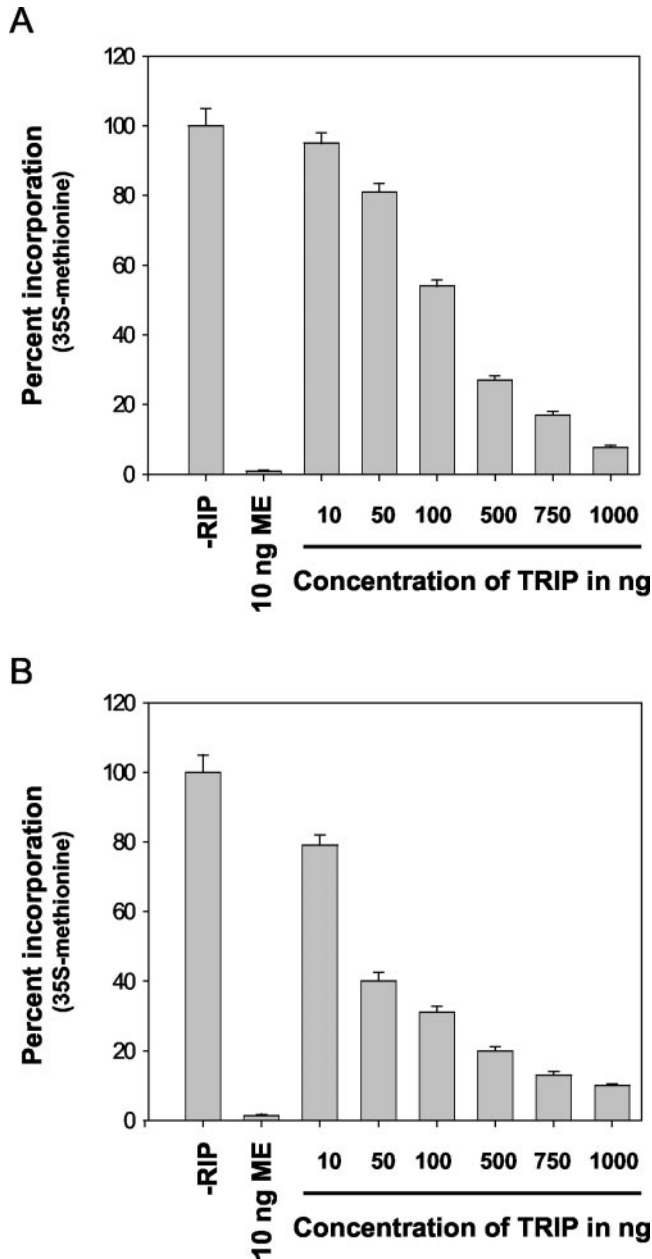 A
120
100
80
60
40
20
0
Percent incorporation
(35S-methionine)
-RIP
10 ng ME
10 50 100 500 750 1000
Concentration of TRIP in ng
B
120
100
80
60
40
20
0
Percent incorporation
(35S-methionine)
-RIP
10 ng ME
10 50 100 500 750 1000
Concentration of TRIP in ng